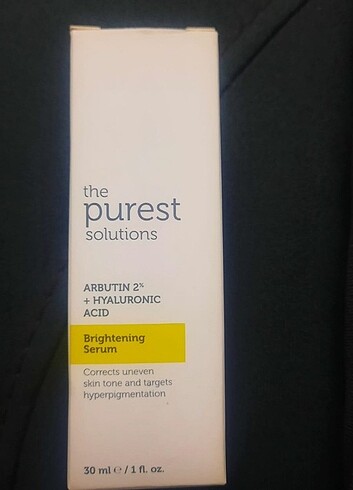 the
purest
solutions
ARBUTIN 2%
+ HYALURONIC
ACID
Brightening
Serum
Corrects uneven
skin tone and targets
hyperpigmentation
30 ml ℮ / 1 fl. oz.